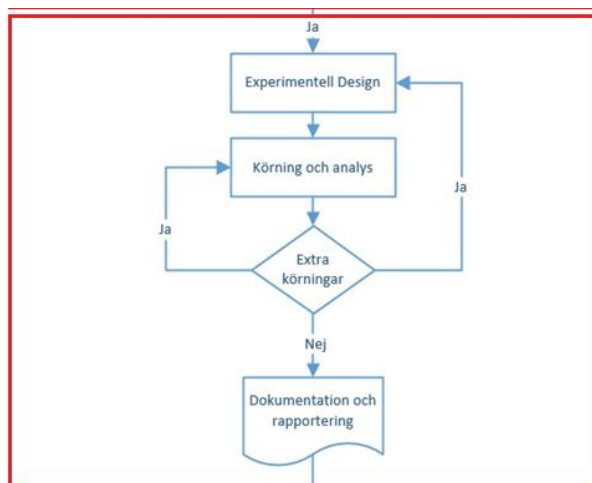 Ja
Experimentell Design
Körning och analys
Ja
Ja
Extra
körningar
Nej
Dokumentation och
rapportering